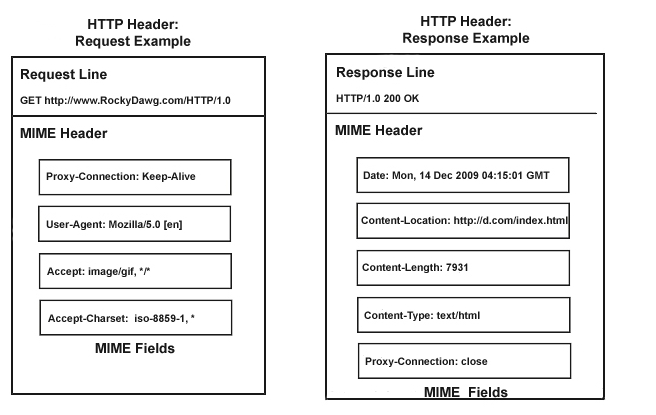 HTTP Header:
Request Example
Request Line
GET http://www.RockyDawg.com/HTTP/1.0
MIME Header
Proxy-Connection: Keep-Alive
User-Agent: Mozilla/5.0 [en]
Accept: image/gif, */*
Accept-Charset: iso-8859-1, *
MIME Fields
HTTP Header:
Response Example
Response Line
HTTP/1.0 200 OK
MIME Header
Date: Mon, 14 Dec 2009 04:15:01 GMT
Content-Location: http://d.com/index.html
Content-Length: 7931
Content-Type: text/html
Proxy-Connection: close
MIME Fields